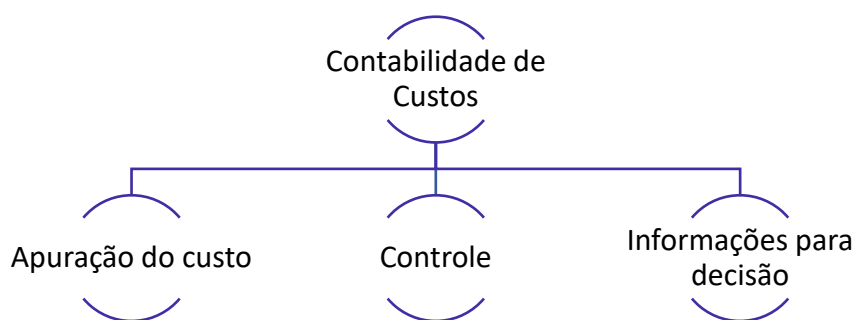 Contabilidade de
Custos
Apuração do custo
Controle
Informações para
decisão